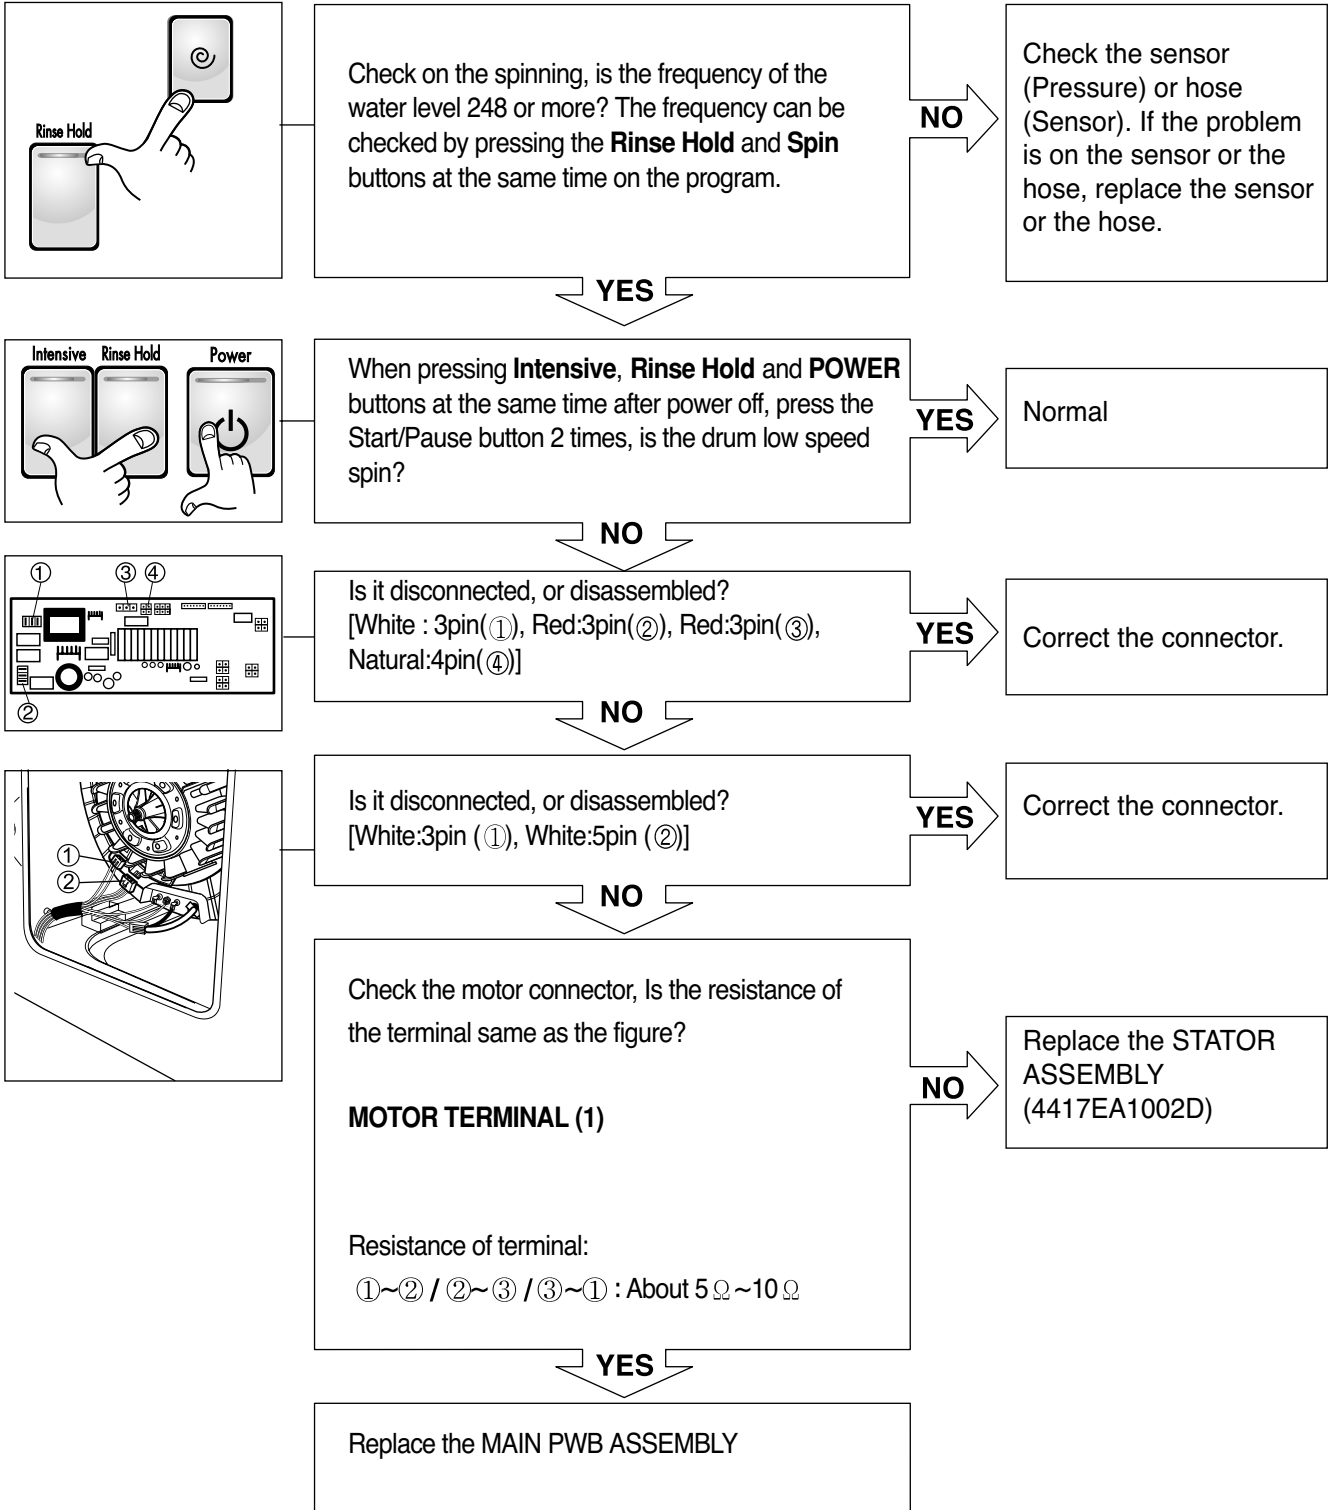 Rinse Hold
Check on the spinning, is the frequency of the
water level 248 or more? The frequency can be
checked by pressing the Rinse Hold and Spin
buttons at the same time on the program.
NO
Check the sensor
(Pressure) or hose
(Sensor). If the problem
is on the sensor or the
hose, replace the sensor
or the hose.
YES
Intensive Rinse Hold Power
When pressing Intensive, Rinse Hold and POWER
buttons at the same time after power off, press the
Start/Pause button 2 times, is the drum low speed
spin?
YES
Normal
NO
① ③ ④
②
Is it disconnected, or disassembled?
[White : 3pin(①), Red:3pin(②), Red:3pin(③),
Natural:4pin(④)]
YES
Correct the connector.
NO
①
②
Is it disconnected, or disassembled?
[White:3pin (①), White:5pin (②)]
YES
Correct the connector.
NO
Check the motor connector, Is the resistance of
the terminal same as the figure?
MOTOR TERMINAL (1)
Resistance of terminal:
①~② / ②~③ / ③~① : About 5 Ω ~10 Ω
NO
Replace the STATOR
ASSEMBLY
(4417EA1002D)
YES
Replace the MAIN PWB ASSEMBLY